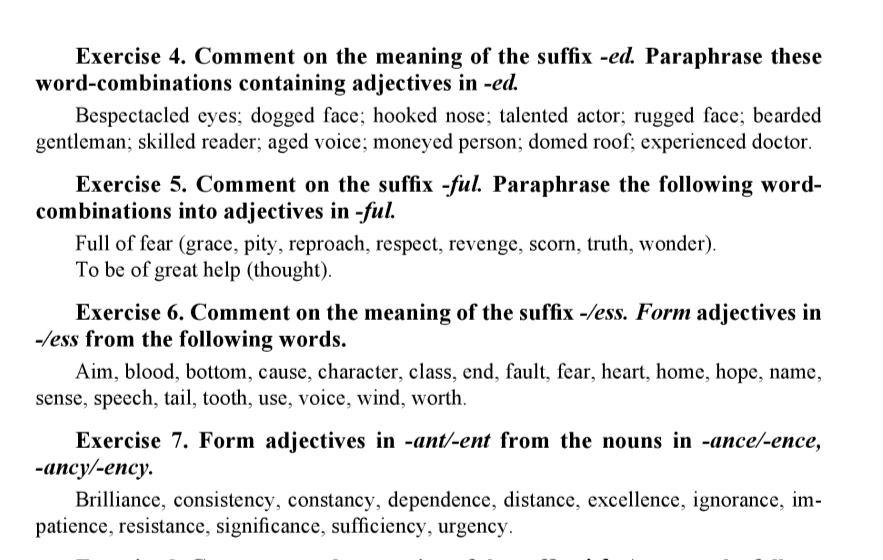 Exercise 4. Comment on the meaning of the suffix -ed. Paraphrase these
word-combinations containing adjectives in -ed.
Bespectacled eyes; dogged face; hooked nose; talented actor; rugged face; bearded
gentleman; skilled reader; aged voice; moneyed person; domed roof; experienced doctor.
Exercise 5. Comment on the suffix -ful. Paraphrase the following word-
combinations into adjectives in -ful.
Full of fear (grace, pity, reproach, respect, revenge, scorn, truth, wonder).
To be of great help (thought).
Exercise 6. Comment on the meaning of the suffix -/ess. Form adjectives in
-/ess from the following words.
Aim, blood, bottom, cause, character, class, end, fault, fear, heart, home, hope, name,
sense, speech, tail, tooth, use, voice, wind, worth.
Exercise 7. Form adjectives in -ant/-ent from the nouns in -ance/-ence,
-ancy/-ency.
Brilliance, consistency, constancy, dependence, distance, excellence, ignorance, im-
patience, resistance, significance, sufficiency, urgency.